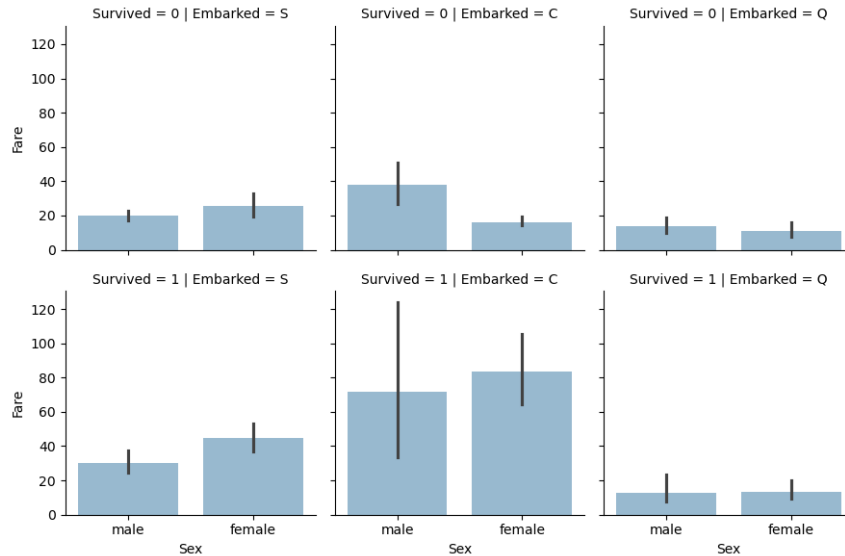 Survived = 0 | Embarked = S
Survived = 0 | Embarked = C
Survived = 0 | Embarked = Q
120
100
80
60
40
20
0
Fare
Survived = 1 | Embarked = S
Survived = 1 | Embarked = C
Survived = 1 | Embarked = Q
120
100
80
60
40
20
0
Fare
male
female
male
female
male
female
Sex
Sex
Sex